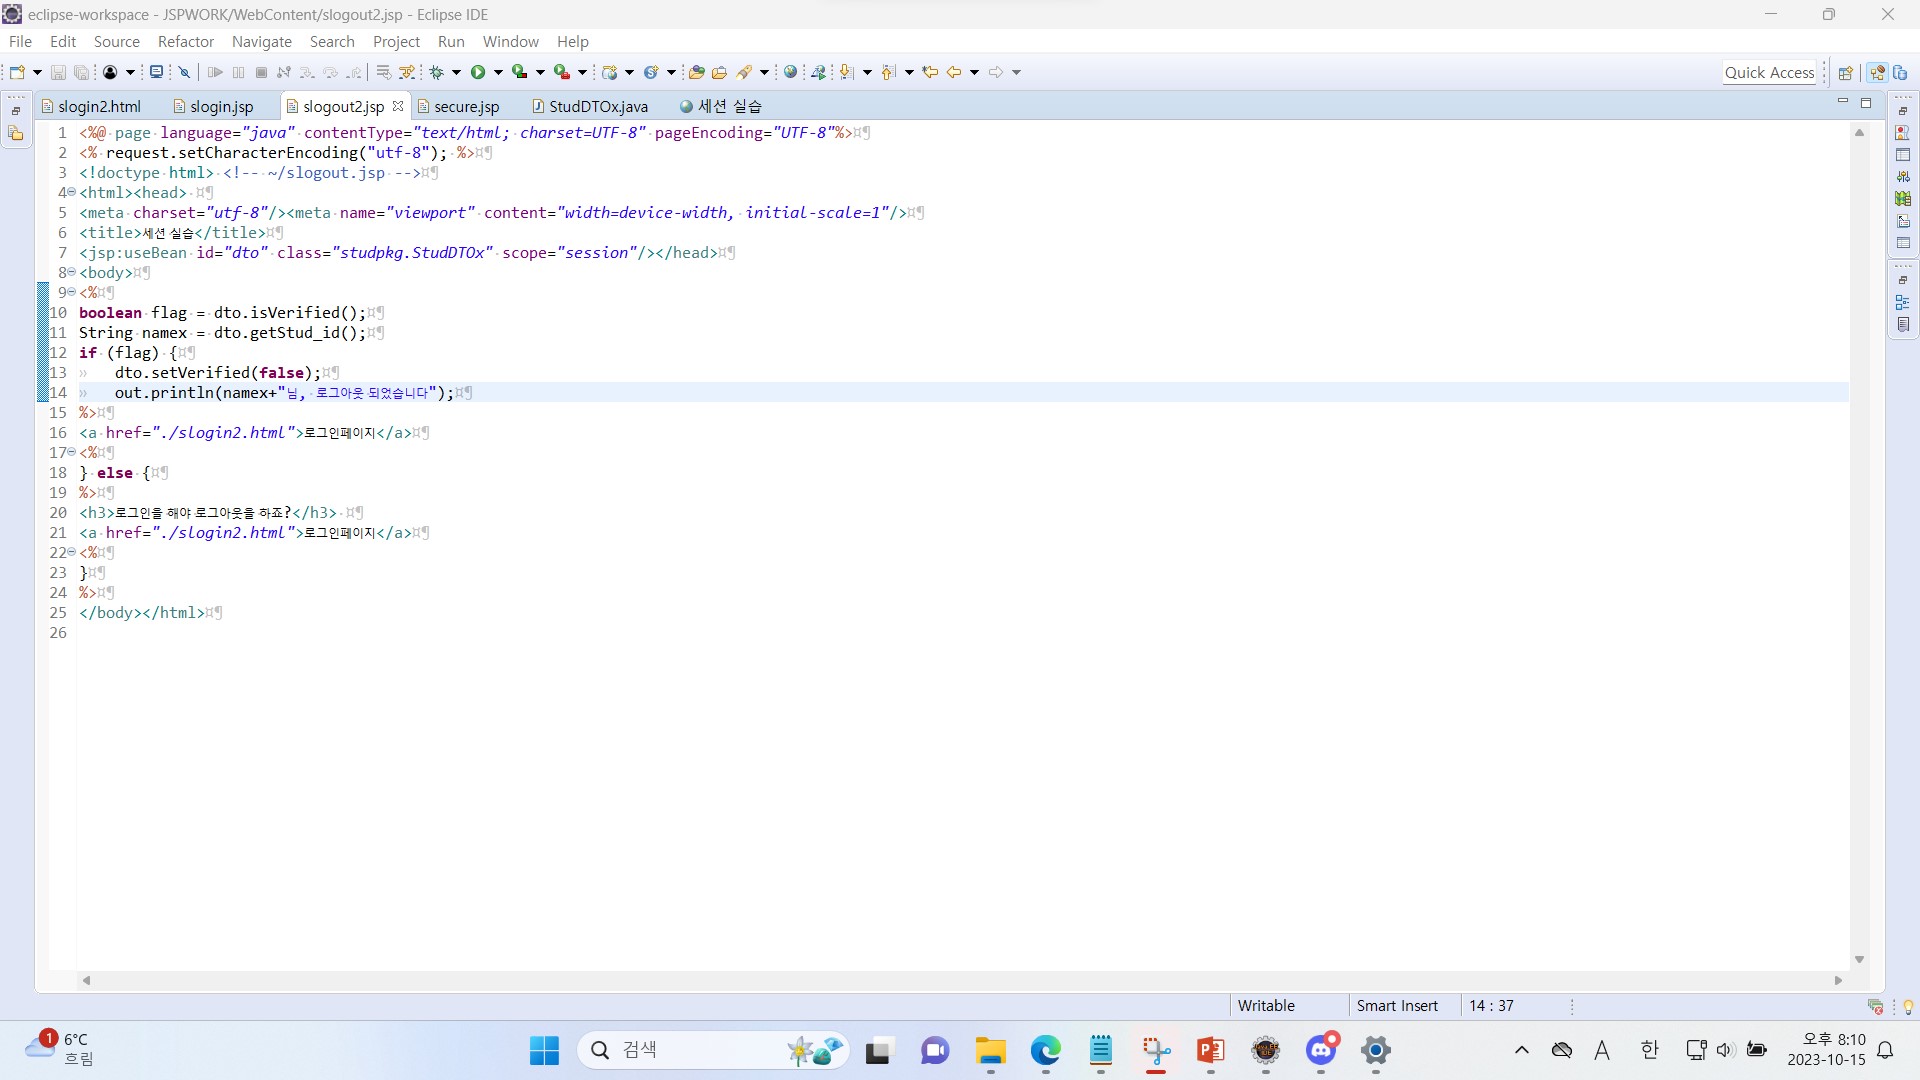 eclipse-workspace - JSPWORK/WebContent/slogout2.jsp - Eclipse IDE
File Edit Source Refactor Navigate Search Project Run Window Help
Quick Access
slogin2.html slogin.jsp slogout2.jsp secure.jsp StudDTOx.java 세션 실습
1 <%@ page language="java" contentType="text/html; charset=UTF-8" pageEncoding="UTF-8"%>¤¶
2 <% request.setCharacterEncoding("utf-8"); %>¤¶
3 <!doctype html> <!-- ~/slogout.jsp -->¤¶
4 <html><head> ¤¶
5 <meta charset="utf-8"/><meta name="viewport" content="width=device-width, initial-scale=1"/>¤¶
6 <title>세션 실습</title>¤¶
7 <jsp:useBean id="dto" class="studpkg.StudDTOx" scope="session"/></head>¤¶
8 <body>¤¶
9 <%¤¶
10 boolean flag = dto.isVerified();¤¶
11 String namex = dto.getStud_id();¤¶
12 if (flag) {¤¶
13 » dto.setVerified(false);¤¶
14 » out.println(namex+"님, 로그아웃 되었습니다");¤¶
15 %>¤¶
16 <a href="./slogin2.html">로그인페이지</a>¤¶
17 <%¤¶
18 } else {¤¶
19 %>¤¶
20 <h3>로그인을 해야 로그아웃을 하죠?</h3> ¤¶
21 <a href="./slogin2.html">로그인페이지</a>¤¶
22 <%¤¶
23 }¤¶
24 %>¤¶
25 </body></html>¤¶
26
Writable Smart Insert 14 : 37
1 6°C
흐림
검색
A 한
오후 8:10
2023-10-15